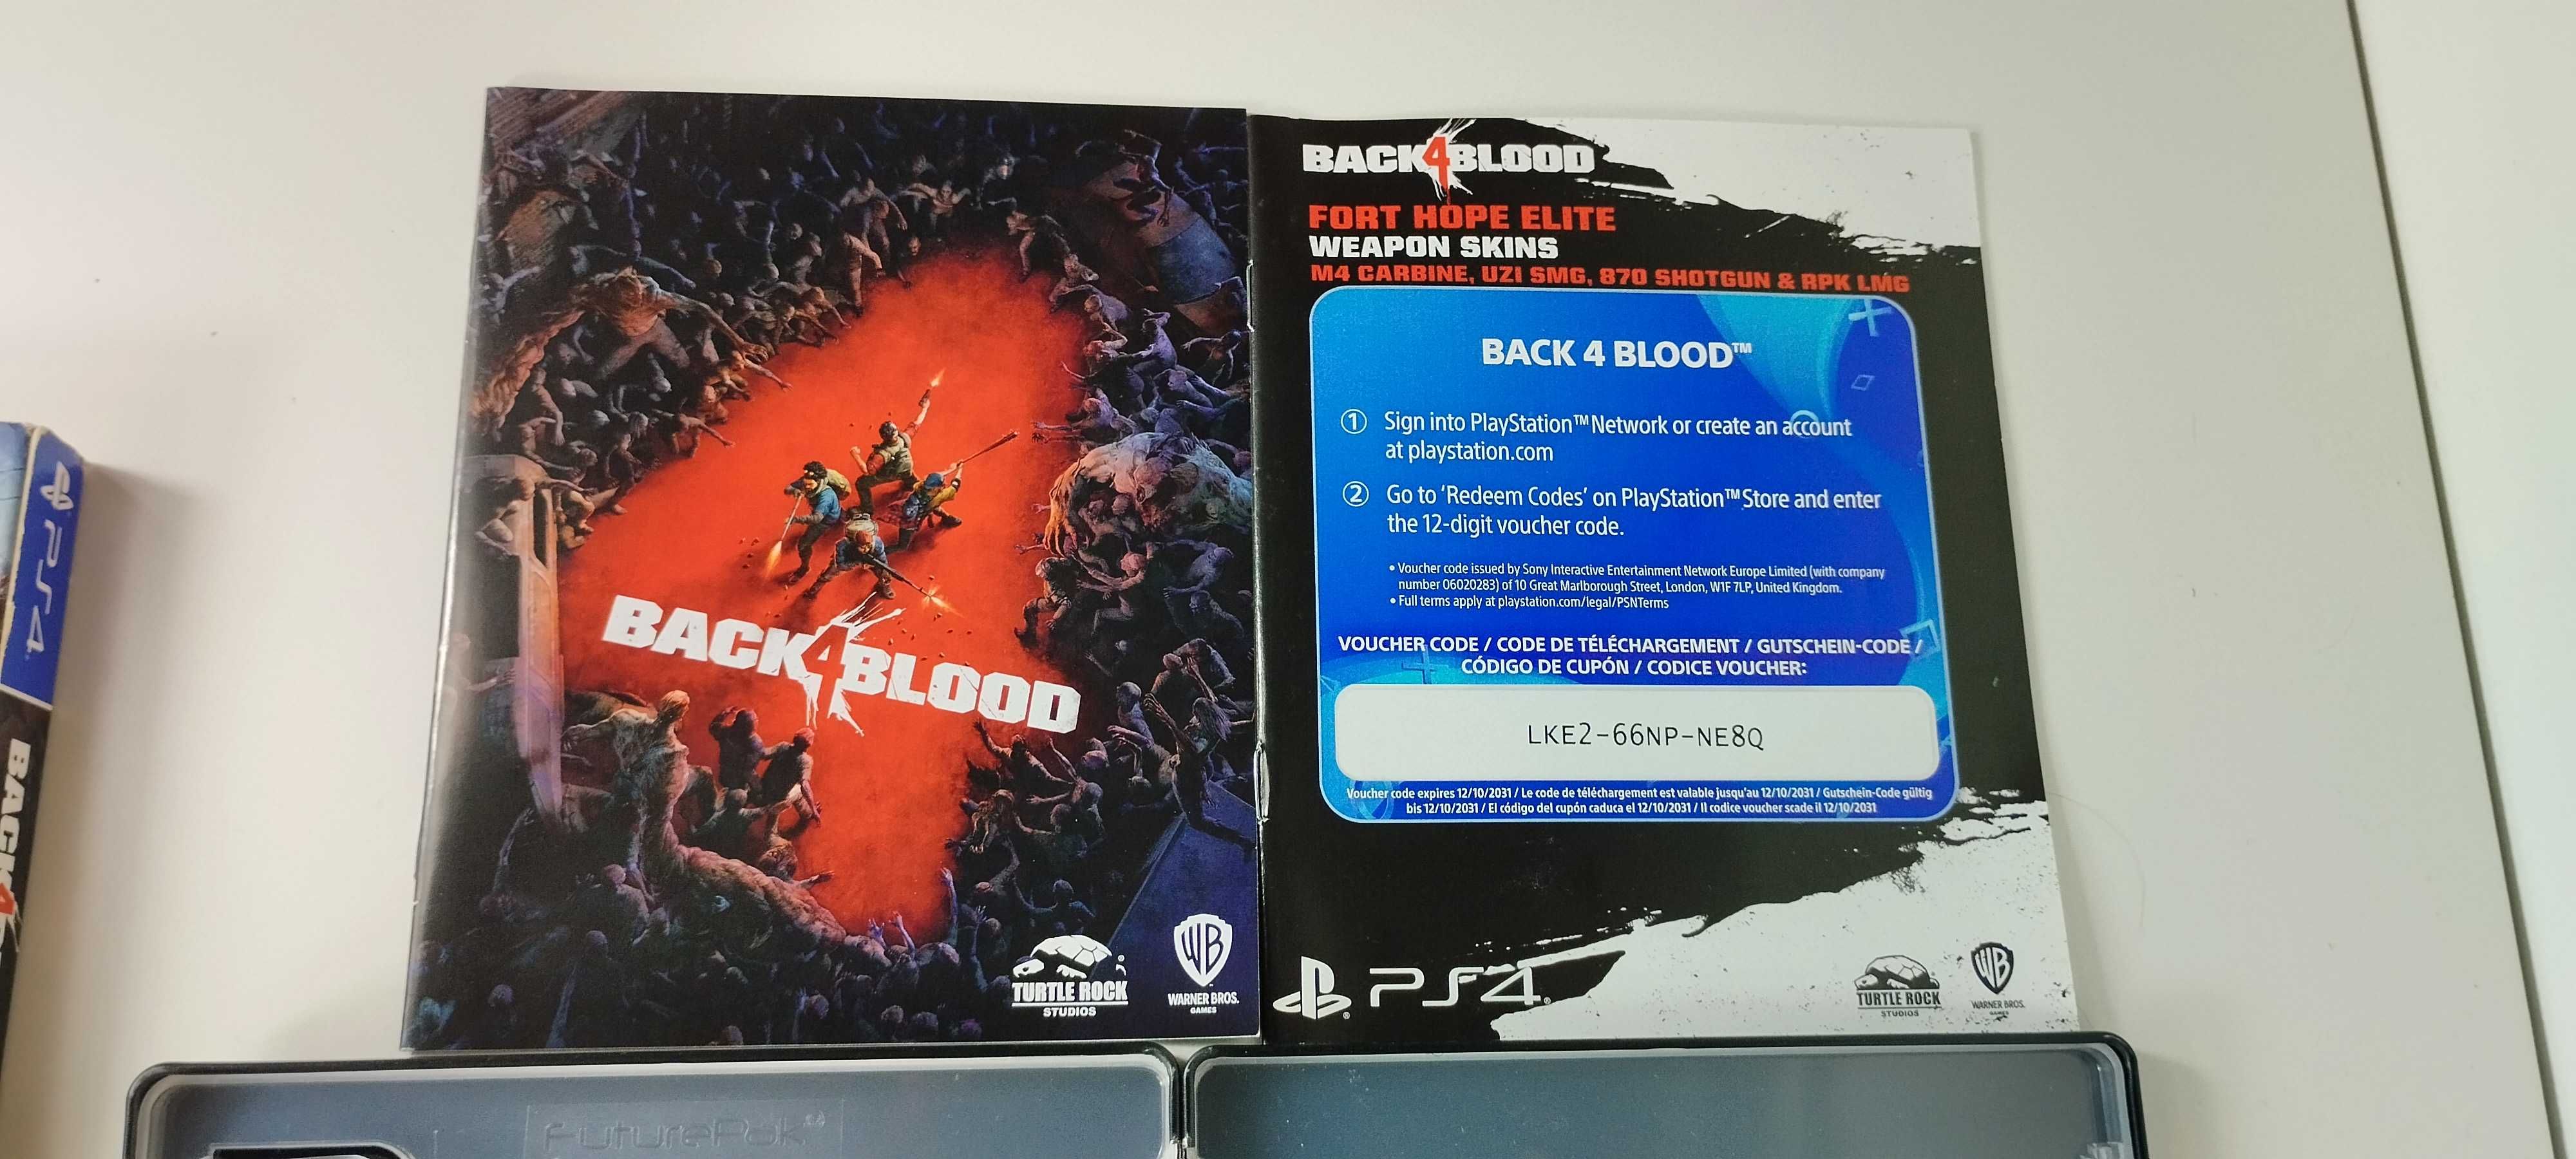 PS4
BACK4
BACK4BLOOD
TURTLE ROCK
STUDIOS
WB
WARNER BROS.
GAMES
BACK4BLOOD
FORT HOPE ELITE
WEAPON SKINS
M4 CARBINE, UZI SMG, 870 SHOTGUN & RPK LMG
BACK 4 BLOOD™
① Sign into PlayStation™Network or create an account
at playstation.com
② Go to ‘Redeem Codes’ on PlayStation™Store and enter
the 12-digit voucher code.
• Voucher code issued by Sony Interactive Entertainment Network Europe Limited (with company
number 06020283) of 10 Great Marlborough Street, London, W1F 7LP, United Kingdom.
• Full terms apply at playstation.com/legal/PSNTerms
VOUCHER CODE / CODE DE TÉLÉCHARGEMENT / GUTSCHEIN-CODE /
CÓDIGO DE CUPÓN / CODICE VOUCHER:
LKE2-66NP-NE8Q
Voucher code expires 12/10/2031 / Le code de téléchargement est valable jusqu'au 12/10/2031 / Gutschein-Code gültig
bis 12/10/2031 / El código del cupón caduca el 12/10/2031 / Il codice voucher scade il 12/10/2031
PS4®
TURTLE ROCK
STUDIOS
WB
WARNER BROS.
GAMES
FuturePak